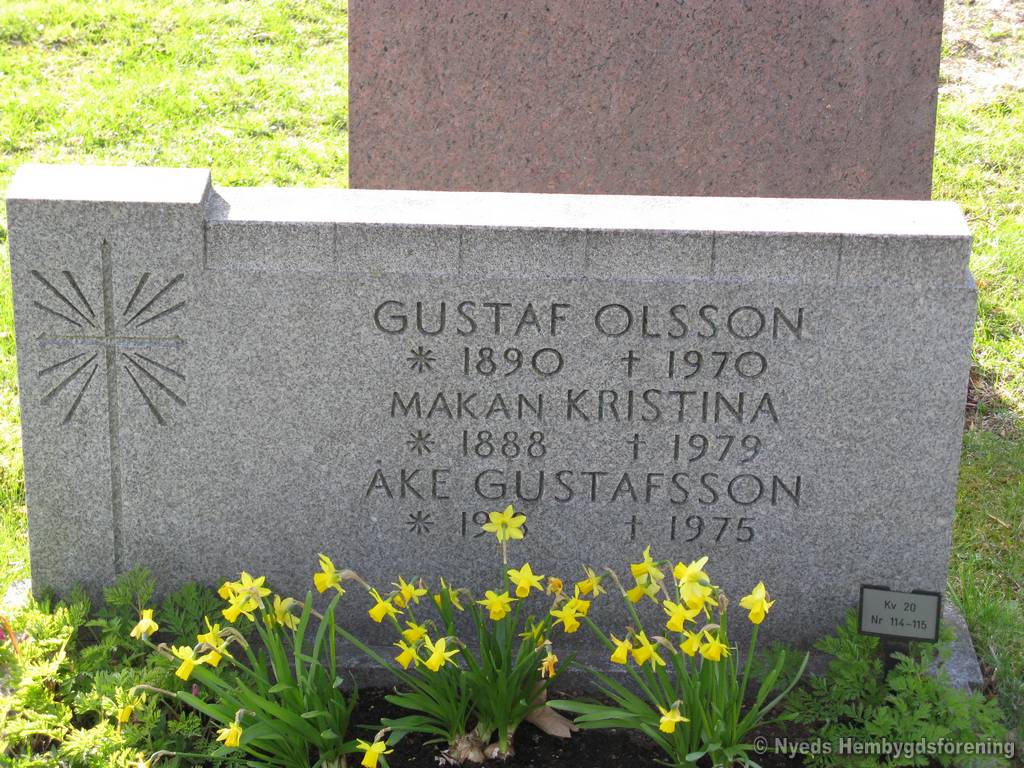 GUSTAF OLSSON
* 1890 † 1970
MAKAN KRISTINA
* 1888 † 1979
ÅKE GUSTAFSSON
* † 1975
Kv 20
Nr 114-115
© Nyeds Hembygdsförening